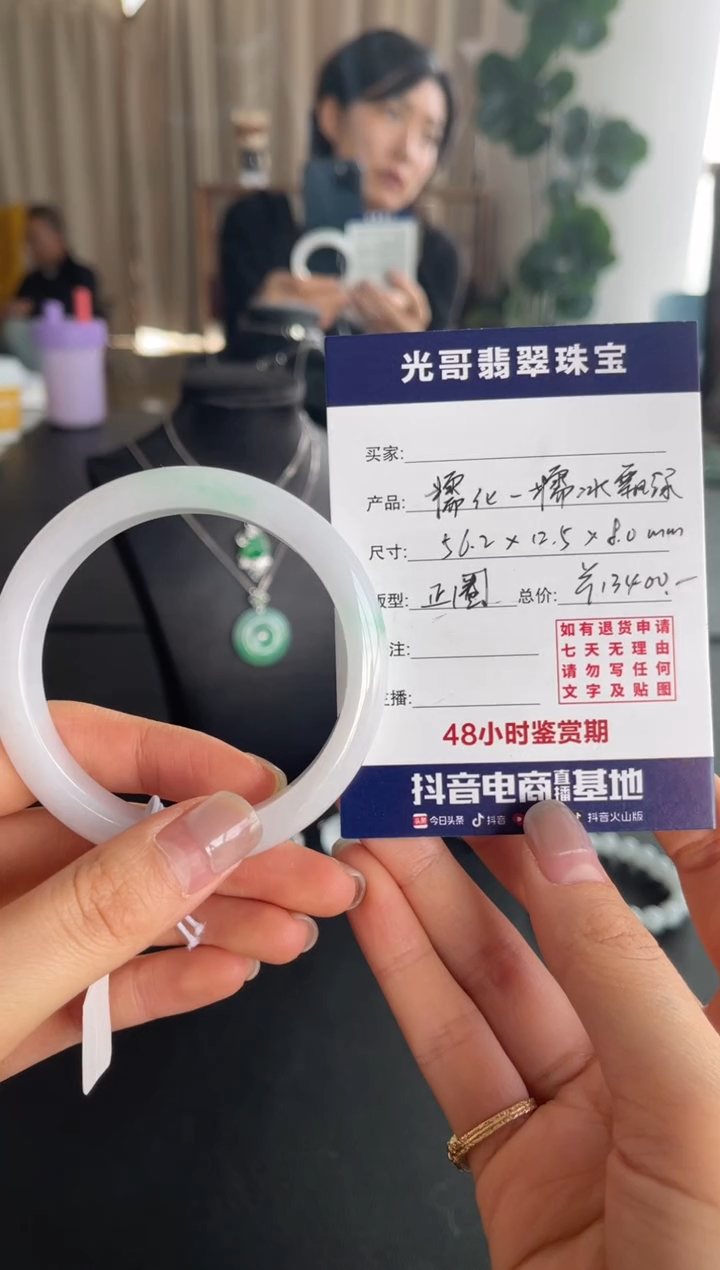 光哥翡翠珠宝
买家:
产品: 糯化-糯冰飘绿
尺寸: 56.2×12.5×8.0mm
版型: 正圈 总价: ¥13400.-
注:
主播:
如有退货申请
七天无理由
请勿写任何
文字及贴图
48小时鉴赏期
抖音电商直播基地
头条 今日头条 抖音 抖音火山版